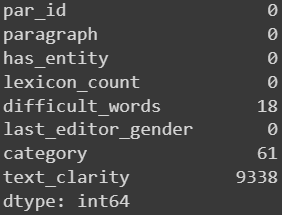 par_id 0
paragraph 0
has_entity 0
lexicon_count 0
difficult_words 18
last_editor_gender 0
category 61
text_clarity 9338
dtype: int64